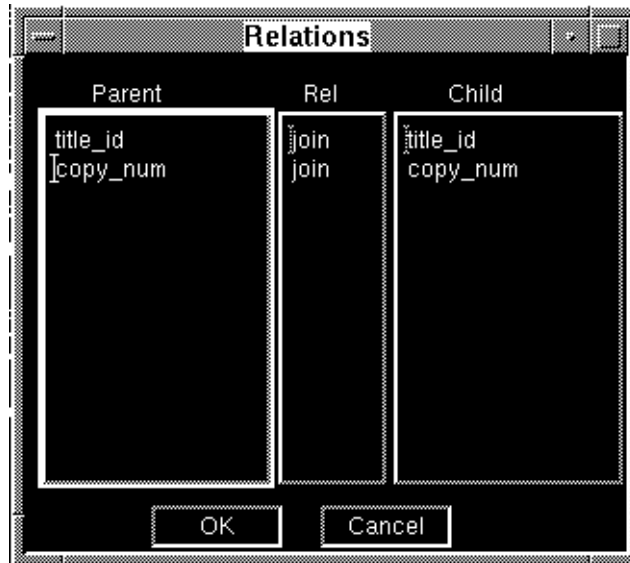 Relations
Parent Rel Child
title_id join title_id
copy_num join copy_num
OK Cancel